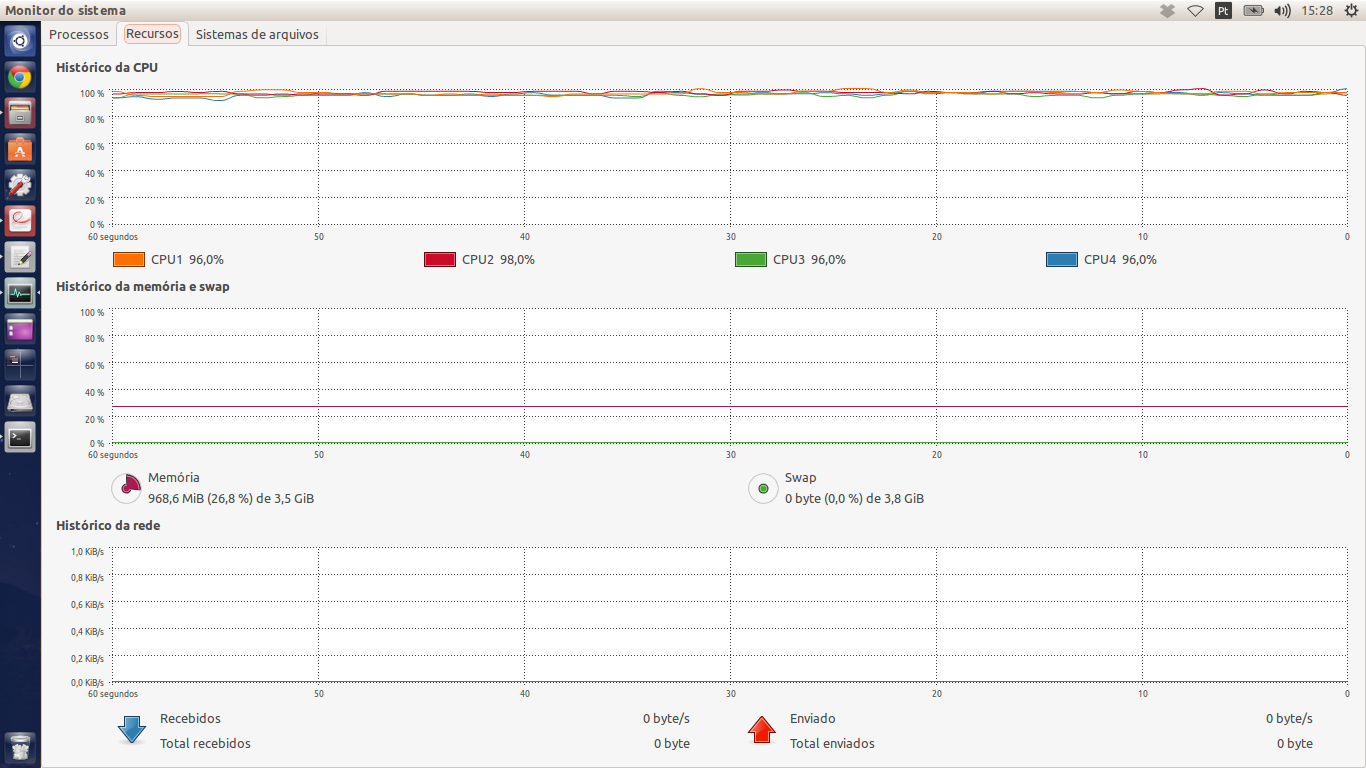 Monitor do sistema
Pt
15:28
Processos
Recursos
Sistemas de arquivos
Histórico da CPU
100 %
80 %
60 %
40 %
20 %
0 %
60 segundos
50
40
30
20
10
0
CPU1 96,0%
CPU2 98,0%
CPU3 96,0%
CPU4 96,0%
Histórico da memória e swap
100 %
80 %
60 %
40 %
20 %
0 %
60 segundos
50
40
30
20
10
0
Memória
968,6 MiB (26,8 %) de 3,5 GiB
Swap
0 byte (0,0 %) de 3,8 GiB
Histórico da rede
1,0 KiB/s
0,8 KiB/s
0,6 KiB/s
0,4 KiB/s
0,2 KiB/s
0,0 KiB/s
60 segundos
50
40
30
20
10
0
Recebidos
0 byte/s
Total recebidos
0 byte
Enviado
0 byte/s
Total enviados
0 byte